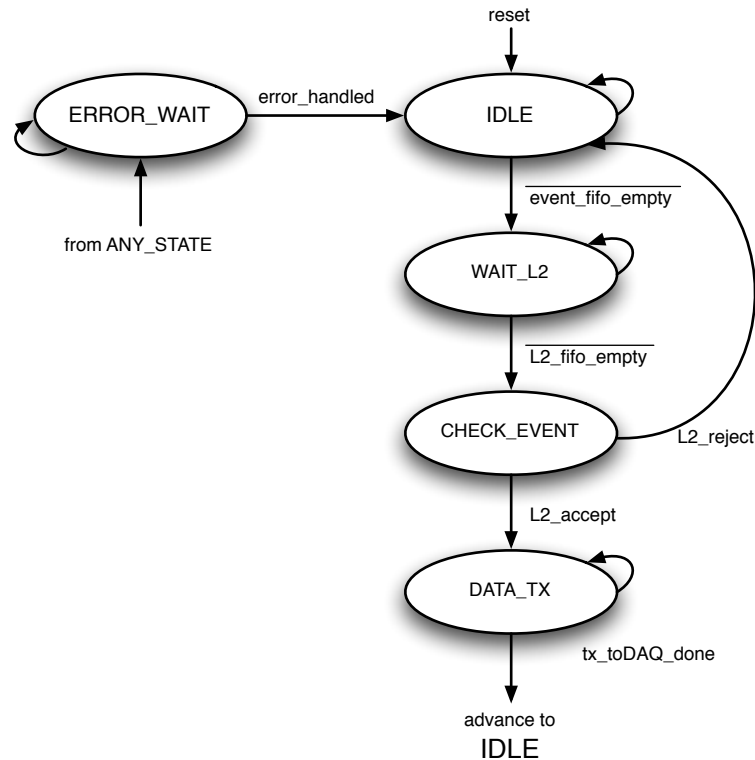 reset
error_handled
ERROR_WAIT
IDLE
event_fifo_empty
from ANY_STATE
WAIT_L2
L2_fifo_empty
CHECK_EVENT
L2_reject
L2_accept
DATA_TX
tx_toDAQ_done
advance to
IDLE